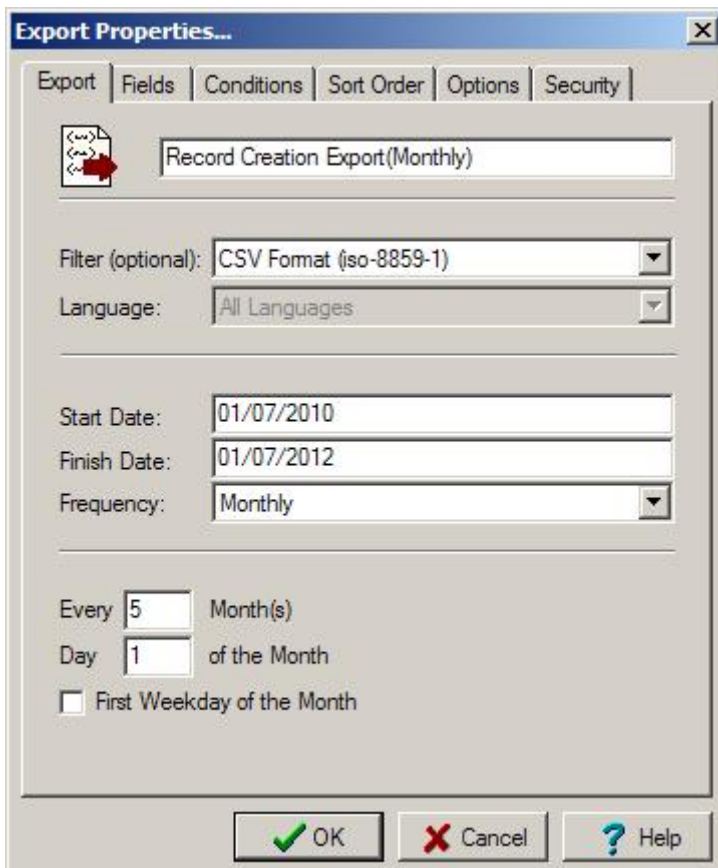 Export Properties...
Export Fields Conditions Sort Order Options Security
Record Creation Export(Monthly)
Filter (optional): CSV Format (iso-8859-1)
Language: All Languages
Start Date: 01/07/2010
Finish Date: 01/07/2012
Frequency: Monthly
Every 5 Month(s)
Day 1 of the Month
First Weekday of the Month
OK Cancel Help